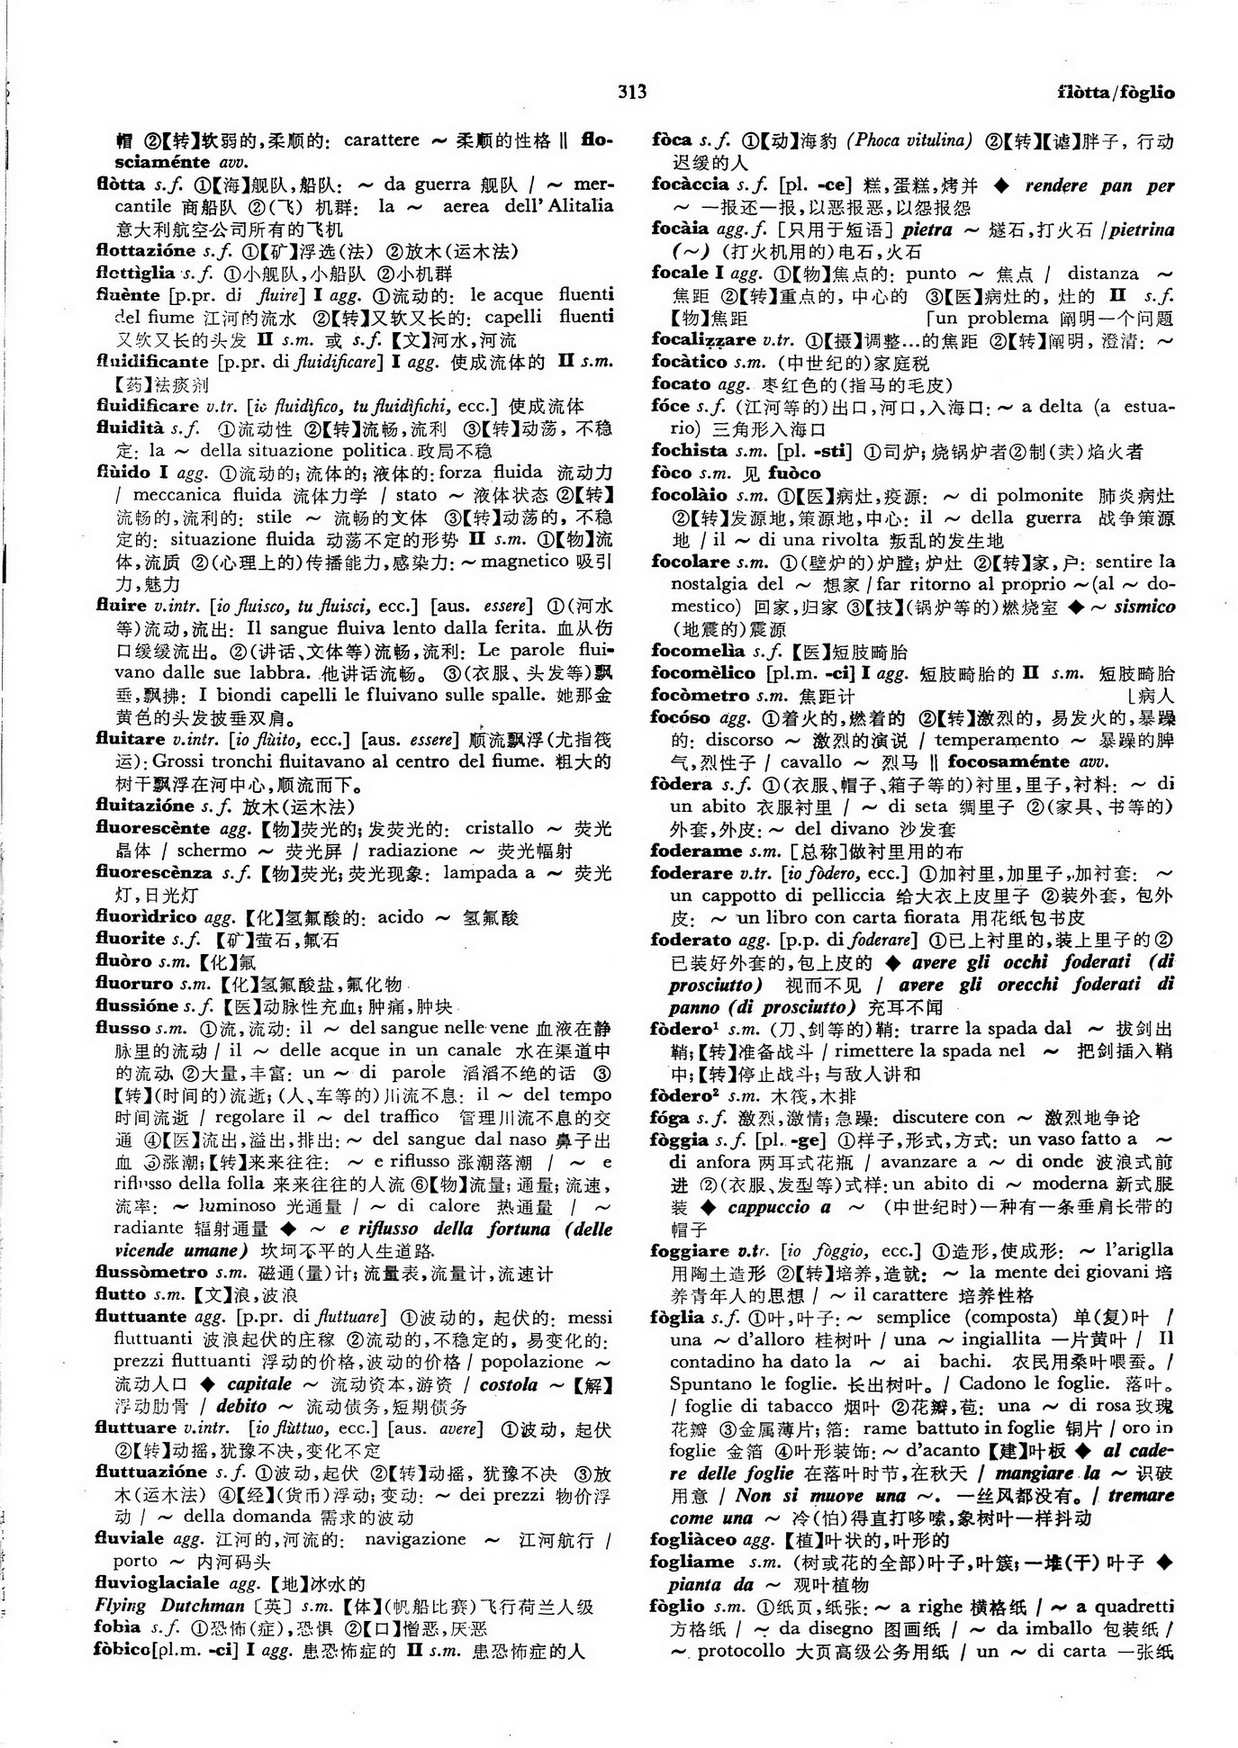 313
flòtta/fòglio
帽 ②【转】软弱的,柔顺的: carattere ~ 柔顺的性格 ‖ flo-
sciaménte avv.
flòtta s.f. ①【海】舰队,船队: ~ da guerra 舰队 / ~ mer-
cantile 商船队 ②(飞) 机群: la ~ aerea dell' Alitalia
意大利航空公司所有的飞机
flottazióne s.f. ①【矿】浮选(法) ②放木(运木法)
flottìglia s.f. ①小舰队,小船队 ②小机群
fluènte [p.pr. di fluire] I agg. ①流动的: le acque fluenti
del fiume 江河的流水 ②【转】又软又长的: capelli fluenti
又软又长的头发 II s.m. 或 s.f.【文】河水,河流
fluidificante [p.pr. di fluidificare] I agg. 使成流体的 II s.m.
【药】祛痰剂
fluidificare v.tr. [io fluidìfico, tu fluidìfichi, ecc.] 使成流体
fluidità s.f. ①流动性 ②【转】流畅,流利 ③【转】动荡, 不稳
定: la ~ della situazione politica 政局不稳
flùido I agg. ①流动的; 流体的; 液体的: forza fluida 流动力
/ meccanica fluida 流体力学 / stato ~ 液体状态 ②【转】
流畅的,流利的: stile ~ 流畅的文体 ③【转】动荡的, 不稳
定的: situazione fluida 动荡不定的形势 II s.m. ①【物】流
体,流质 ②(心理上的)传播能力,感染力: ~ magnetico 吸引
力,魅力
fluire v.intr. [io fluisco, tu fluisci, ecc.] [aus. essere] ①(河水
等)流动,流出: Il sangue fluiva lento dalla ferita. 血从伤
口缓缓流出。②(讲话、文体等)流畅,流利: Le parole flui-
vano dalle sue labbra. 他讲话流畅。 ③(衣服、头发等)飘
垂,飘拂: I biondi capelli le fluivano sulle spalle. 她那金
黄色的头发披垂双肩。
fluitare v.intr. [io flùito, ecc.] [aus. essere] 顺流飘浮(尤指筏
运): Grossi tronchi fluitavano al centro del fiume. 粗大的
树干飘浮在河中心,顺流而下。
fluitazióne s.f. 放木(运木法)
fluorescènte agg.【物】荧光的; 发荧光的: cristallo ~ 荧光
晶体 / schermo ~ 荧光屏 / radiazione ~ 荧光幅射
fluorescènza s.f.【物】荧光; 荧光现象: lampada a ~ 荧光
灯,日光灯
fluorìdrico agg.【化】氢氟酸的: acido ~ 氢氟酸
fluorite s.f.【矿】萤石,氟石
fluòro s.m.【化】氟
fluoruro s.m.【化】氢氟酸盐,氟化物
flussióne s.f.【医】动脉性充血; 肿痛,肿块
flusso s.m. ①流,流动: il ~ del sangue nelle vene 血液在静
脉里的流动 / il ~ delle acque in un canale 水在渠道中
的流动 ②大量,丰富: un ~ di parole 滔滔不绝的话 ③
【转】(时间的)流逝; (人、车等的)川流不息: il ~ del tempo
时间流逝 / regolare il ~ del traffico 管理川流不息的交
通 ④【医】流出,溢出,排出: ~ del sangue dal naso 鼻子出
血 ⑤涨潮;【转】来来往往: ~ e riflusso 涨潮落潮 / ~ e
riflusso della folla 来来往往的人流 ⑥【物】流量; 通量; 流速,
流率: ~ luminoso 光通量 / ~ di calore 热通量 / ~
radiante 辐射通量 ◆ ~ e riflusso della fortuna (delle
vicende umane) 坎坷不平的人生道路
flussòmetro s.m. 磁通(量)计; 流量表,流量计,流速计
flutto s.m.【文】浪,波浪
fluttuante agg. [p.pr. di fluttuare] ①波动的, 起伏的: messi
fluttuanti 波浪起伏的庄稼 ②流动的,不稳定的, 易变化的:
prezzi fluttuanti 浮动的价格,波动的价格 / popolazione ~
流动人口 ◆ capitale ~ 流动资本,游资 / costola ~【解】
浮动肋骨 / debito ~ 流动债务,短期债务
fluttuare v.intr. [io flùttuo, ecc.] [aus. avere] ①波动, 起伏
②【转】动摇,犹豫不决,变化不定
fluttuazióne s.f. ①波动,起伏 ②【转】动摇, 犹豫不决 ③放
木(运木法) ④【经】(货币)浮动; 变动: ~ dei prezzi 物价浮
动 / ~ della domanda 需求的波动
fluviale agg. 江河的,河流的: navigazione ~ 江河航行 /
porto ~ 内河码头
fluvioglaciale agg.【地】冰水的
Flying Dutchman〔英〕s.m.【体】(帆船比赛)飞行荷兰人级
fobìa s.f. ①恐怖(症),恐惧 ②【口】憎恶,厌恶
fòbico[pl.m. -ci] I agg. 患恐怖症的 II s.m. 患恐怖症的人
fòca s.f. ①【动】海豹 (Phoca vitulina) ②【转】【谑】胖子, 行动
迟缓的人
focàccia s.f. [pl. -ce] 糕,蛋糕,烤并 ◆ rendere pan per
~ 一报还一报,以恶报恶,以怨报怨
focàia agg.f. [只用于短语] pietra ~ 燧石,打火石 /pietrina
(~) (打火机用的)电石,火石
focale I agg. ①【物】焦点的: punto ~ 焦点 / distanza ~
焦距 ②【转】重点的, 中心的 ③【医】病灶的, 灶的 II s.f.
【物】焦距 「un problema 阐明一个问题
focalizzare v.tr. ①【摄】调整…的焦距 ②【转】阐明, 澄清: ~
focàtico s.m. (中世纪的)家庭税
focato agg. 枣红色的(指马的毛皮)
fóce s.f. (江河等的)出口,河口,入海口: ~ a delta (a estua-
rio) 三角形入海口
fochista s.m. [pl. -sti] ①司炉; 烧锅炉者②制(卖)焰火者
fòco s.m. 见 fuòco
focolàio s.m. ①【医】病灶,疫源: ~ di polmonite 肺炎病灶
②【转】发源地,策源地,中心: il ~ della guerra 战争策源
地 / il ~ di una rivolta 叛乱的发生地
focolare s.m. ①(壁炉的)炉膛; 炉灶 ②【转】家,户: sentire la
nostalgia del ~ 想家 / far ritorno al proprio ~ (al ~ do-
mestico) 回家,归家 ③【技】(锅炉等的)燃烧室 ◆ ~ sismico
(地震的)震源
focomelìa s.f.【医】短肢畸胎
focomèlico [pl.m. -ci] I agg. 短肢畸胎的 II s.m. 短肢畸胎
focòmetro s.m. 焦距计 ⌊病人
focóso agg. ①着火的,燃着的 ②【转】激烈的, 易发火的,暴躁
的: discorso ~ 激烈的演说 / temperamento ~ 暴躁的脾
气,烈性子 / cavallo ~ 烈马 ‖ focosaménte avv.
fòdera s.f. ①(衣服、帽子、箱子等的)衬里,里子,衬料: ~ di
un abito 衣服衬里 / ~ di seta 绸里子 ②(家具、书等的)
外套,外皮: ~ del divano 沙发套
foderame s.m. [总称]做衬里用的布
foderare v.tr. [io fòdero, ecc.] ①加衬里,加里子,加衬套: ~
un cappotto di pelliccia 给大衣上皮里子 ②装外套, 包外
皮: ~ un libro con carta fiorata 用花纸包书皮
foderato agg. [p.p. di foderare] ①已上衬里的,装上里子的②
已装好外套的,包上皮的 ◆ avere gli occhi foderati (di
prosciutto) 视而不见 / avere gli orecchi foderati di
panno (di prosciutto) 充耳不闻
fòdero¹ s.m. (刀、剑等的)鞘: trarre la spada dal ~ 拔剑出
鞘;【转】准备战斗 / rimettere la spada nel ~ 把剑插入鞘
中;【转】停止战斗; 与敌人讲和
fòdero² s.m. 木筏,木排
fóga s.f. 激烈,激情; 急躁: discutere con ~ 激烈地争论
fòggia s.f. [pl. -ge] ①样子,形式,方式: un vaso fatto a ~
di anfora 两耳式花瓶 / avanzare a ~ di onde 波浪式前
进 ②(衣服、发型等)式样: un abito di ~ moderna 新式服
装 ◆ cappuccio a ~ (中世纪时)一种有一条垂肩长带的
帽子
foggiare v.tr. [io fòggio, ecc.] ①造形,使成形: ~ l'ariglla
用陶土造形 ②【转】培养,造就: ~ la mente dei giovani 培
养青年人的思想 / ~ il carattere 培养性格
fòglia s.f. ①叶,叶子: ~ semplice (composta) 单(复)叶 /
una ~ d'alloro 桂树叶 / una ~ ingiallita 一片黄叶 / Il
contadino ha dato la ~ ai bachi. 农民用桑叶喂蚕。/
Spuntano le foglie. 长出树叶。/ Cadono le foglie. 落叶。
/ foglie di tabacco 烟叶 ②花瓣,苞: una ~ di rosa 玫瑰
花瓣 ③金属薄片; 箔: rame battuto in foglie 铜片 / oro in
foglie 金箔 ④叶形装饰: ~ d'acanto【建】叶板 ◆ al cade-
re delle foglie 在落叶时节,在秋天 / mangiare la ~ 识破
用意 / Non si muove una ~. 一丝风都没有。/ tremare
come una ~ 冷(怕)得直打哆嗦,象树叶一样抖动
fogliàceo agg.【植】叶状的,叶形的
fogliame s.m. (树或花的全部)叶子,叶簇; 一堆(干) 叶子 ◆
pianta da ~ 观叶植物
fòglio s.m. ①纸页,纸张: ~ a righe 横格纸 / ~ a quadretti
方格纸 / ~ da disegno 图画纸 / ~ da imballo 包装纸 /
~ protocollo 大页高级公务用纸 / un ~ di carta 一张纸